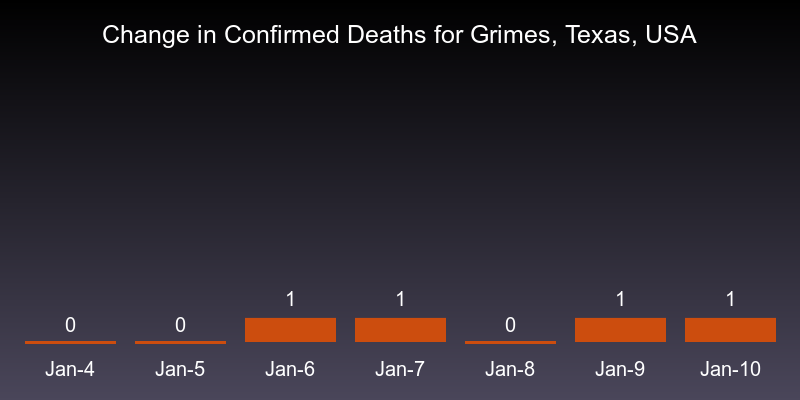 Change in Confirmed Deaths for Grimes, Texas, USA
0 0 1 1 0 1 1
Jan-4 Jan-5 Jan-6 Jan-7 Jan-8 Jan-9 Jan-10